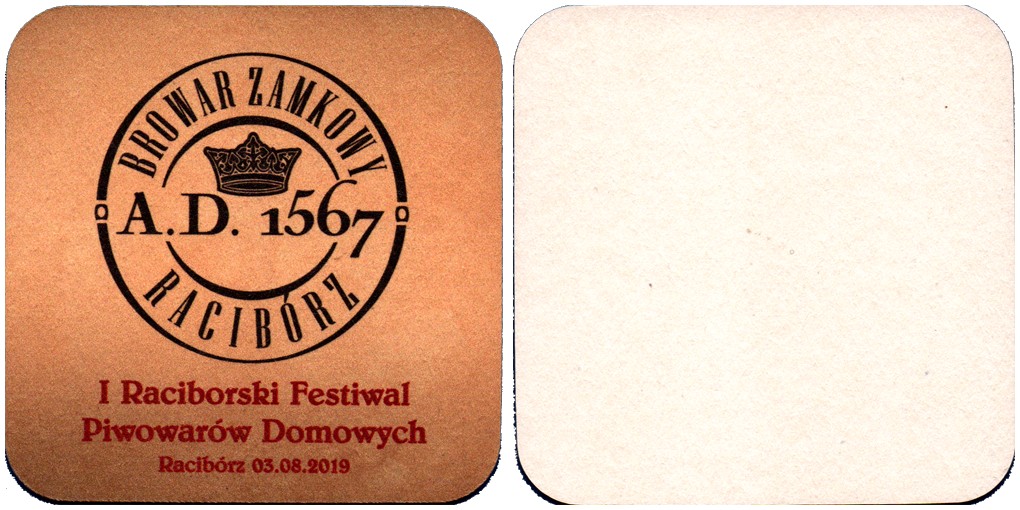 BROWAR ZAMKOWY
A.D. 1567
RACIBÓRZ
I Raciborski Festiwal
Piwowarów Domowych
Racibórz 03.08.2019